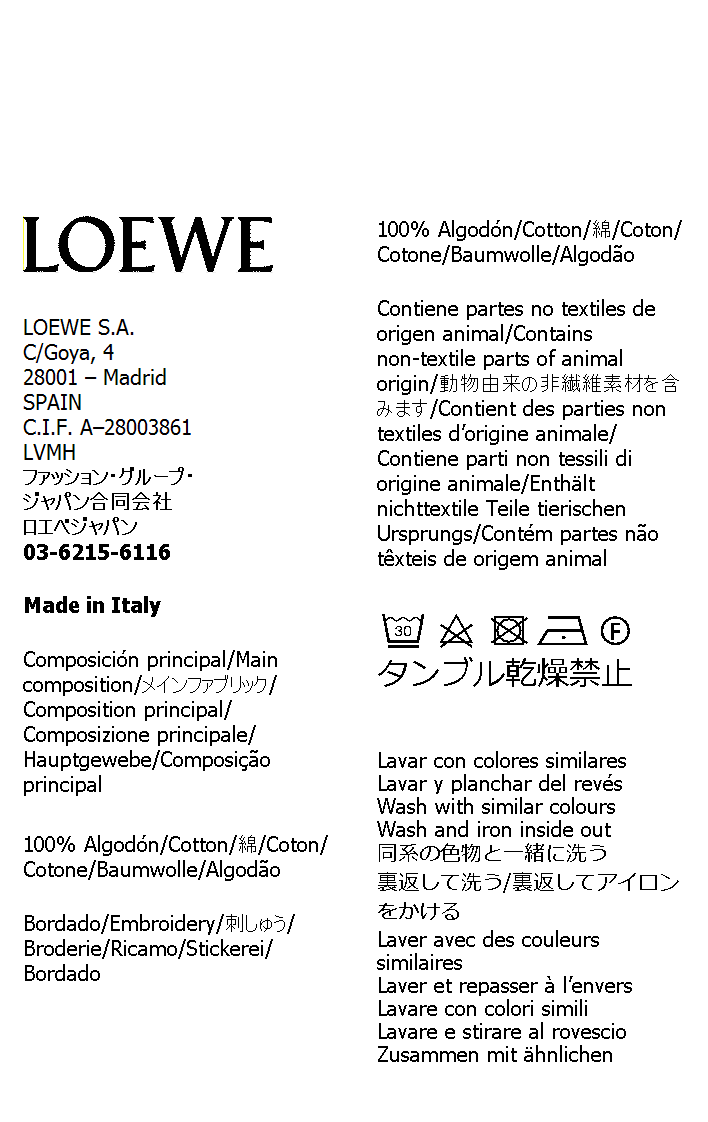 LOEWE
LOEWE S.A.
C/Goya, 4
28001 – Madrid
SPAIN
C.I.F. A–28003861
LVMH
ファッション・グループ・
ジャパン合同会社
ロエベジャパン
03-6215-6116
Made in Italy
Composición principal/Main
composition/メインファブリック/
Composition principal/
Composizione principale/
Hauptgewebe/Composição
principal
100% Algodón/Cotton/綿/Coton/
Cotone/Baumwolle/Algodão
Bordado/Embroidery/刺しゅう/
Broderie/Ricamo/Stickerei/
Bordado
100% Algodón/Cotton/綿/Coton/
Cotone/Baumwolle/Algodão
Contiene partes no textiles de
origen animal/Contains
non-textile parts of animal
origin/動物由来の非繊維素材を含
みます/Contient des parties non
textiles d’origine animale/
Contiene parti non tessili di
origine animale/Enthält
nichttextile Teile tierischen
Ursprungs/Contém partes não
têxteis de origem animal
30 F
タンブル乾燥禁止
Lavar con colores similares
Lavar y planchar del revés
Wash with similar colours
Wash and iron inside out
同系の色物と一緒に洗う
裏返して洗う/裏返してアイロン
をかける
Laver avec des couleurs
similaires
Laver et repasser à l’envers
Lavare con colori simili
Lavare e stirare al rovescio
Zusammen mit ähnlichen